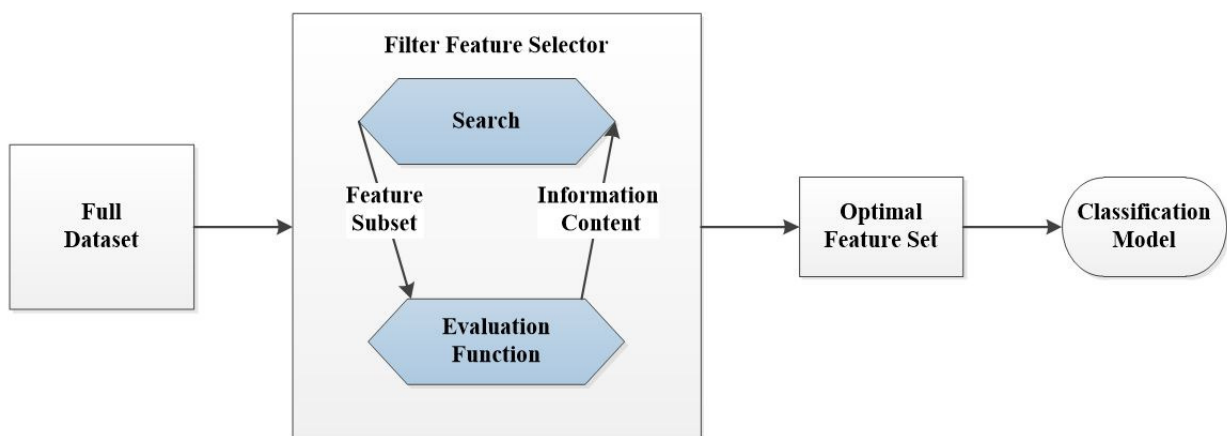 Filter Feature Selector
Search
Feature
Subset
Information
Content
Evaluation
Function
Full
Dataset
Optimal
Feature Set
Classification
Model